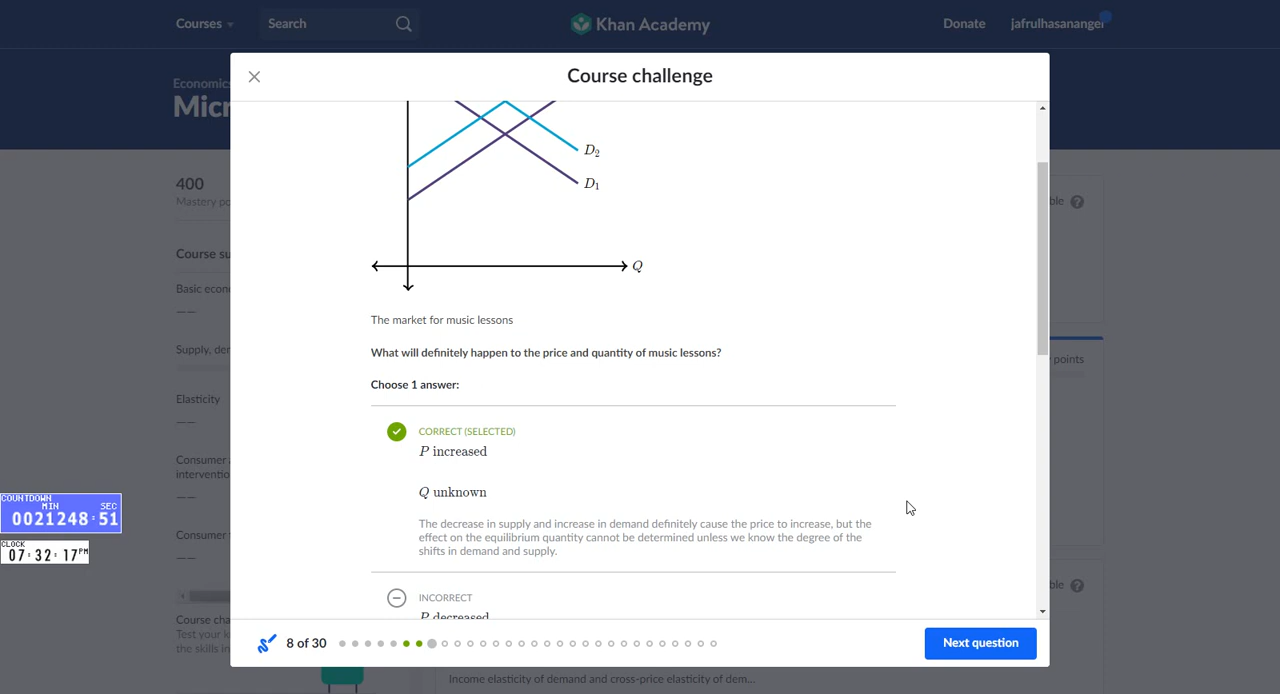 Courses
Search
Khan Academy
Donate
jafrulhasanangel
Economics
Micr
Course challenge
400
Mastery po
Course su
Basic econ
Supply, der
Elasticity
Consumer
interventio
Consumer
Course cha
Test your k
the skills in
D2
D1
Q
The market for music lessons
What will definitely happen to the price and quantity of music lessons?
Choose 1 answer:
CORRECT (SELECTED)
P increased
Q unknown
The decrease in supply and increase in demand definitely cause the price to increase, but the
effect on the equilibrium quantity cannot be determined unless we know the degree of the
shifts in demand and supply.
INCORRECT
P decreased
8 of 30
Next question
ble
points
ble
Income elasticity of demand and cross-price elasticity of dem...
COUNTDOWN
MIN SEC
0021248:51
CLOCK
07:32:17PM